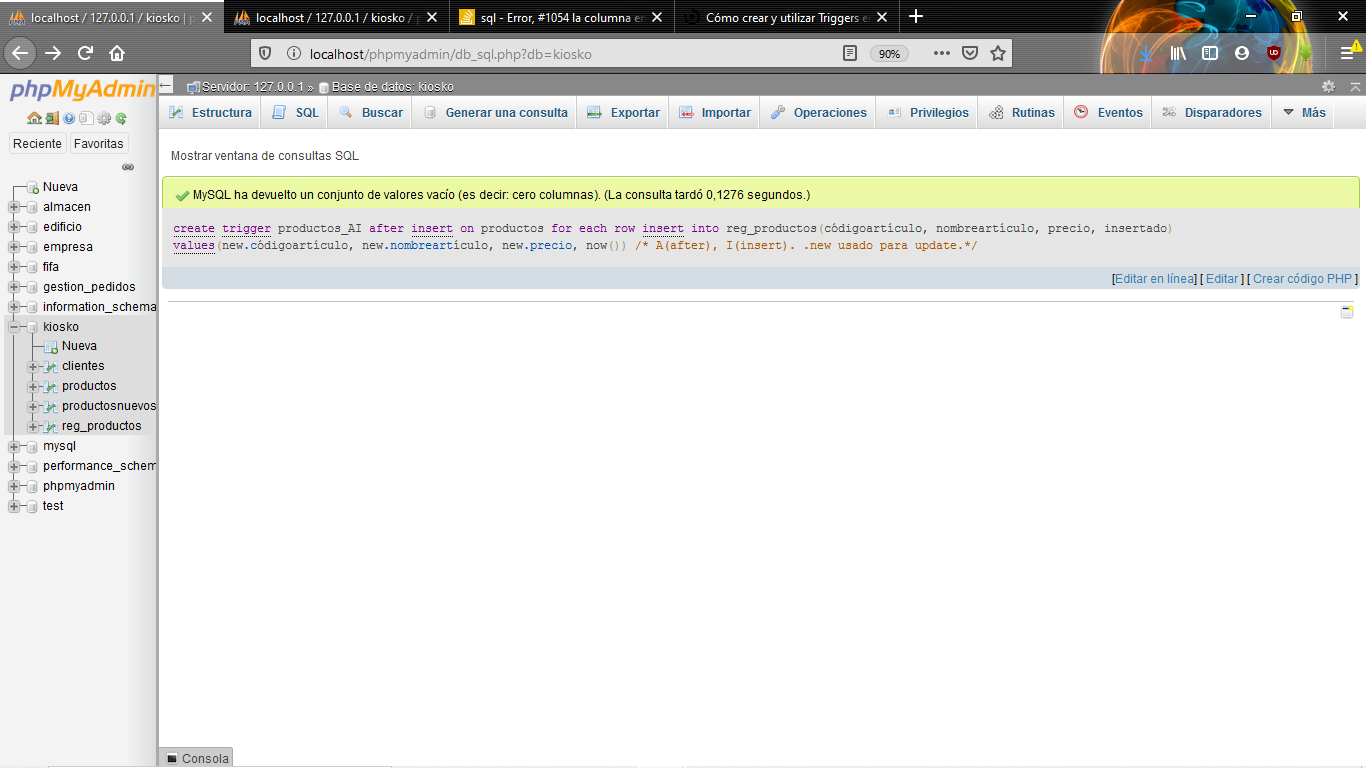 localhost / 127.0.0.1 / kiosko | p
localhost / 127.0.0.1 / kiosko / p
sql - Error, #1054 la columna en
Cómo crear y utilizar Triggers e
localhost/phpmyadmin/db_sql.php?db=kiosko
90%
phpMyAdmin
Servidor: 127.0.0.1 » Base de datos: kiosko
Estructura SQL Buscar Generar una consulta Exportar Importar Operaciones Privilegios Rutinas Eventos Disparadores Más
Reciente Favoritas
Nueva
almacen
edificio
empresa
fifa
gestion_pedidos
information_schema
kiosko
Nueva
clientes
productos
productosnuevos
reg_productos
mysql
performance_schem
phpmyadmin
test
Mostrar ventana de consultas SQL
MySQL ha devuelto un conjunto de valores vacío (es decir: cero columnas). (La consulta tardó 0,1276 segundos.)
create trigger productos_AI after insert on productos for each row insert into reg_productos(códigoartículo, nombreartículo, precio, insertado)
values(new.códigoartículo, new.nombreartículo, new.precio, now()) /* A(after), I(insert). .new usado para update.*/
[Editar en línea] [ Editar ] [ Crear código PHP ]
Consola